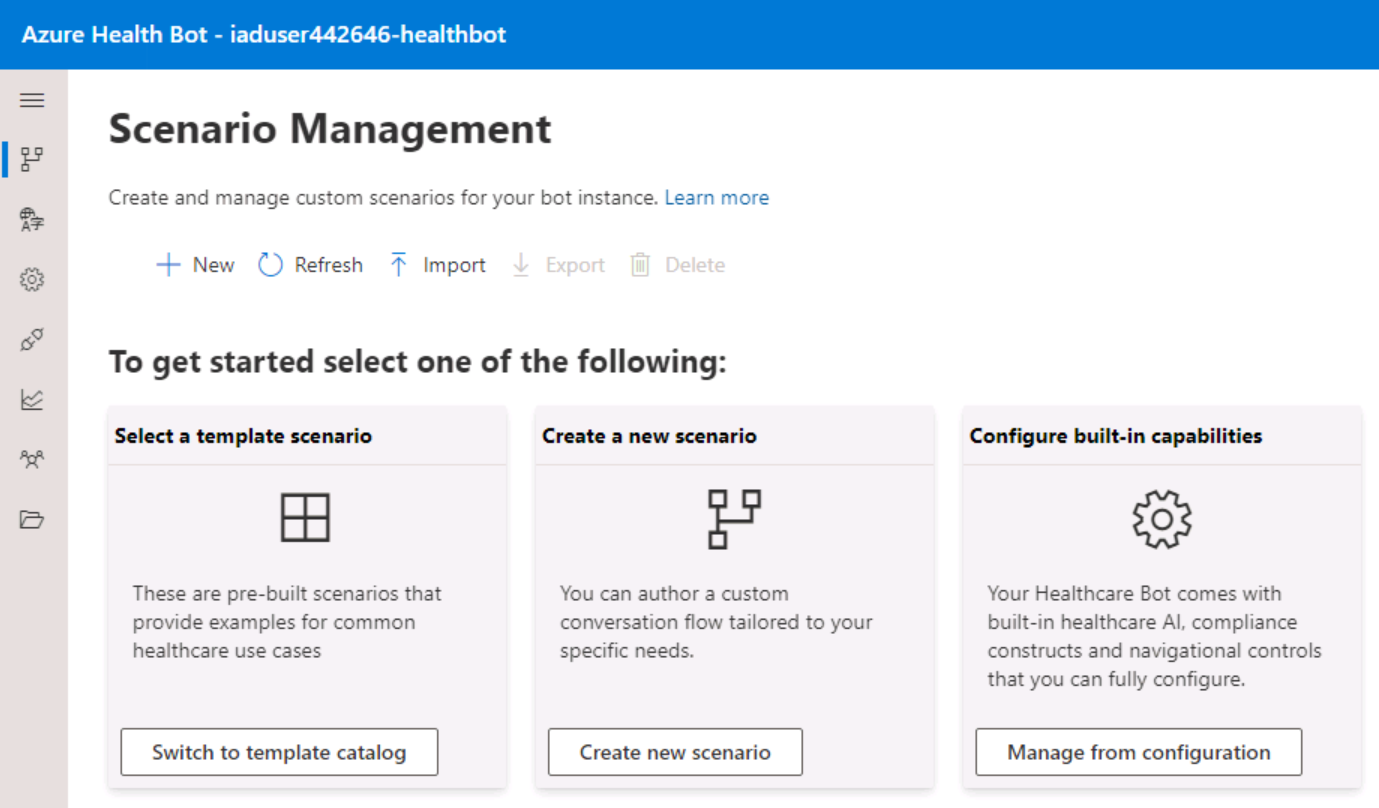 Azure Health Bot - iaduser442646-healthbot
Scenario Management
Create and manage custom scenarios for your bot instance. Learn more
New Refresh Import Export Delete
To get started select one of the following:
Select a template scenario
These are pre-built scenarios that
provide examples for common
healthcare use cases
Switch to template catalog
Create a new scenario
You can author a custom
conversation flow tailored to your
specific needs.
Create new scenario
Configure built-in capabilities
Your Healthcare Bot comes with
built-in healthcare AI, compliance
constructs and navigational controls
that you can fully configure.
Manage from configuration